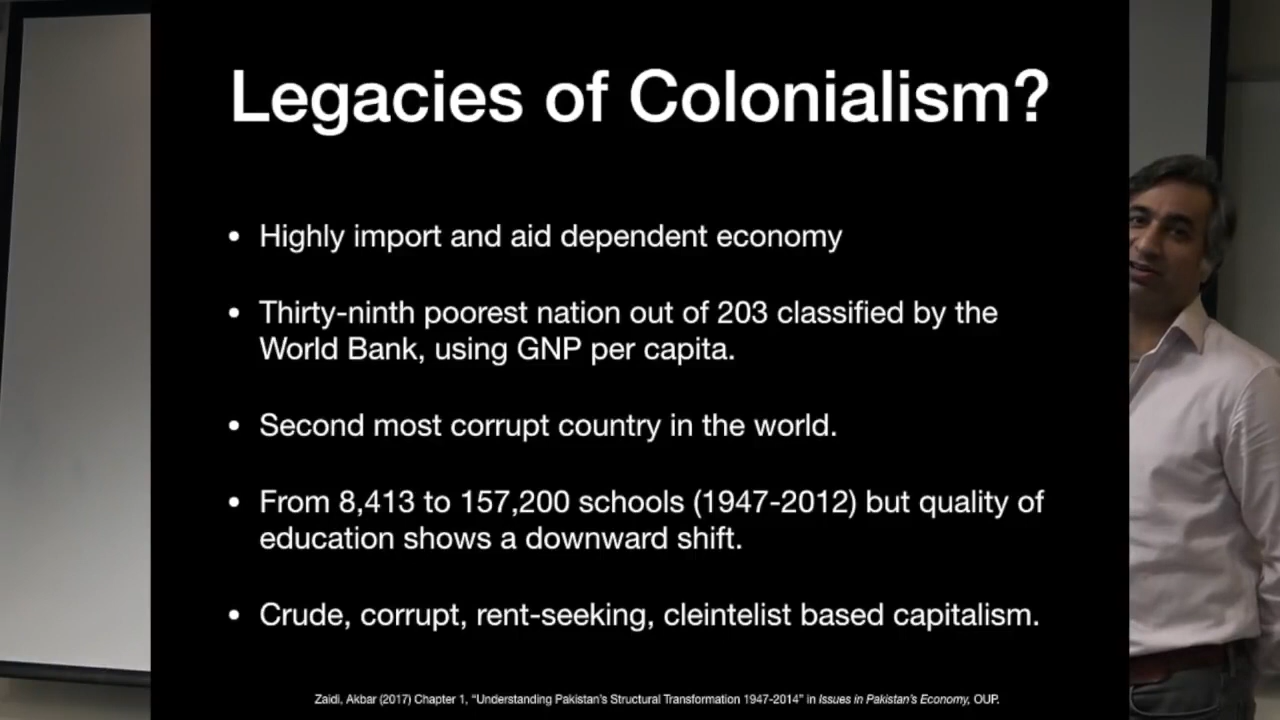 Legacies of Colonialism?
• Highly import and aid dependent economy
• Thirty-ninth poorest nation out of 203 classified by the
World Bank, using GNP per capita.
• Second most corrupt country in the world.
• From 8,413 to 157,200 schools (1947-2012) but quality of
education shows a downward shift.
• Crude, corrupt, rent-seeking, cleintelist based capitalism.
Zaidi, Akbar (2017) Chapter 1, “Understanding Pakistan’s Structural Transformation 1947-2014” in Issues in Pakistan’s Economy, OUP.